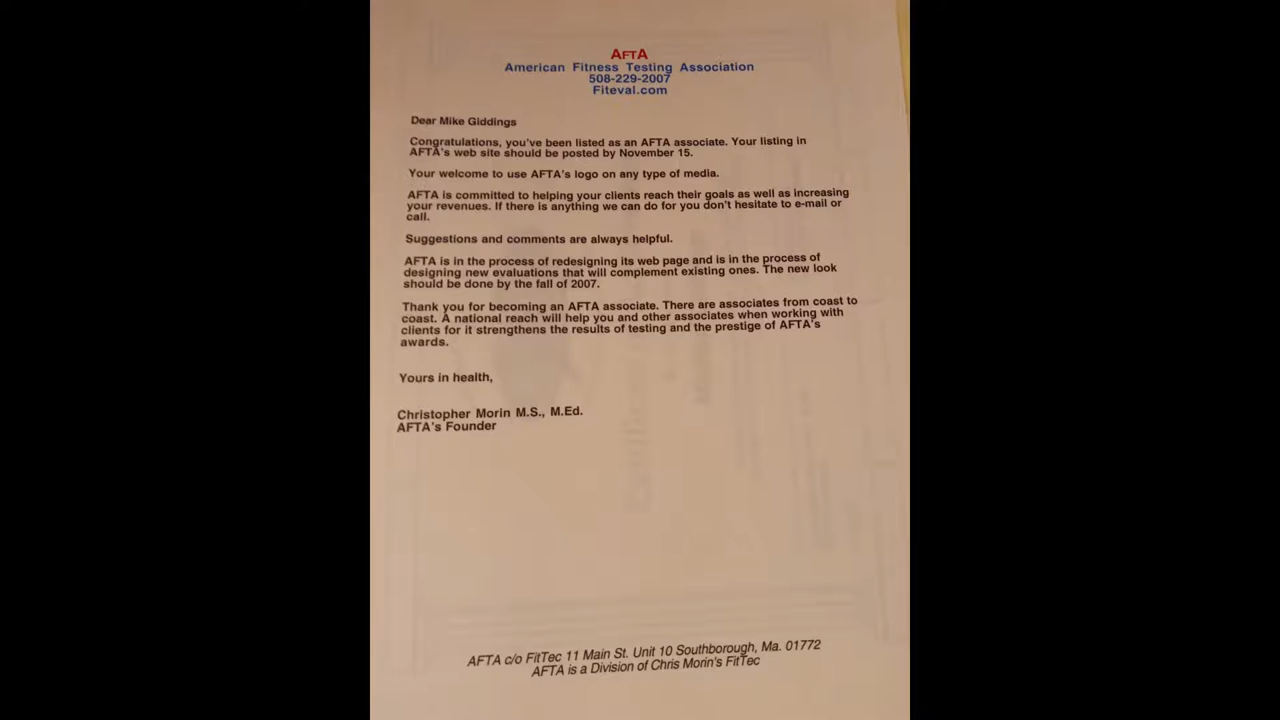 AFTA
American Fitness Testing Association
508-229-2007
Fiteval.com
Dear Mike Giddings
Congratulations, you've been listed as an AFTA associate. Your listing in
AFTA's web site should be posted by November 15.
Your welcome to use AFTA's logo on any type of media.
AFTA is committed to helping your clients reach their goals as well as increasing
your revenues. If there is anything we can do for you don't hesitate to e-mail or
call.
Suggestions and comments are always helpful.
AFTA is in the process of redesigning its web page and is in the process of
designing new evaluations that will complement existing ones. The new look
should be done by the fall of 2007.
Thank you for becoming an AFTA associate. There are associates from coast to
coast. A national reach will help you and other associates when working with
clients for it strengthens the results of testing and the prestige of AFTA's
awards.
Yours in health,
Christopher Morin M.S., M.Ed.
AFTA's Founder
AFTA c/o FitTec 11 Main St. Unit 10 Southborough, Ma. 01772
AFTA is a Division of Chris Morin's FitTec